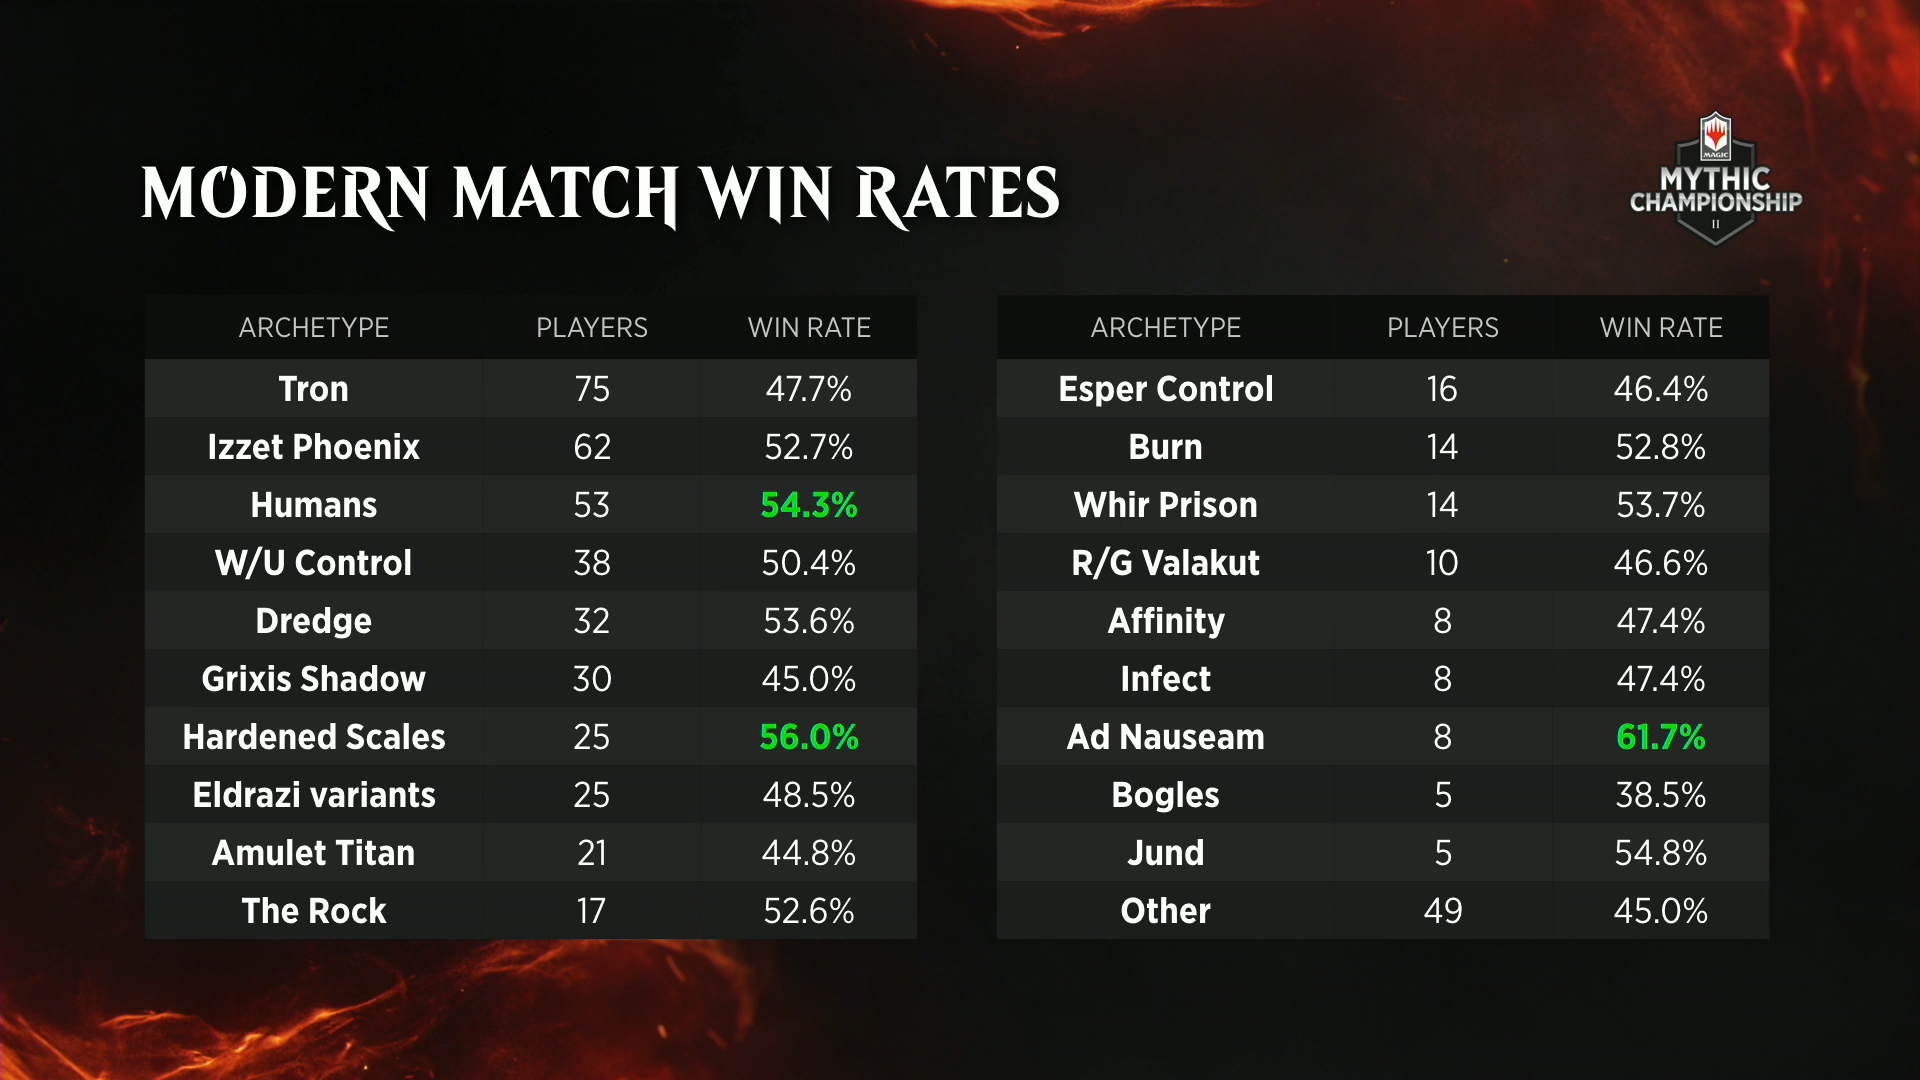 MODERN MATCH WIN RATES
MAGIC
MYTHIC
CHAMPIONSHIP
II
ARCHETYPE PLAYERS WIN RATE
Tron 75 47.7%
Izzet Phoenix 62 52.7%
Humans 53 54.3%
W/U Control 38 50.4%
Dredge 32 53.6%
Grixis Shadow 30 45.0%
Hardened Scales 25 56.0%
Eldrazi variants 25 48.5%
Amulet Titan 21 44.8%
The Rock 17 52.6%
ARCHETYPE PLAYERS WIN RATE
Esper Control 16 46.4%
Burn 14 52.8%
Whir Prison 14 53.7%
R/G Valakut 10 46.6%
Affinity 8 47.4%
Infect 8 47.4%
Ad Nauseam 8 61.7%
Bogles 5 38.5%
Jund 5 54.8%
Other 49 45.0%